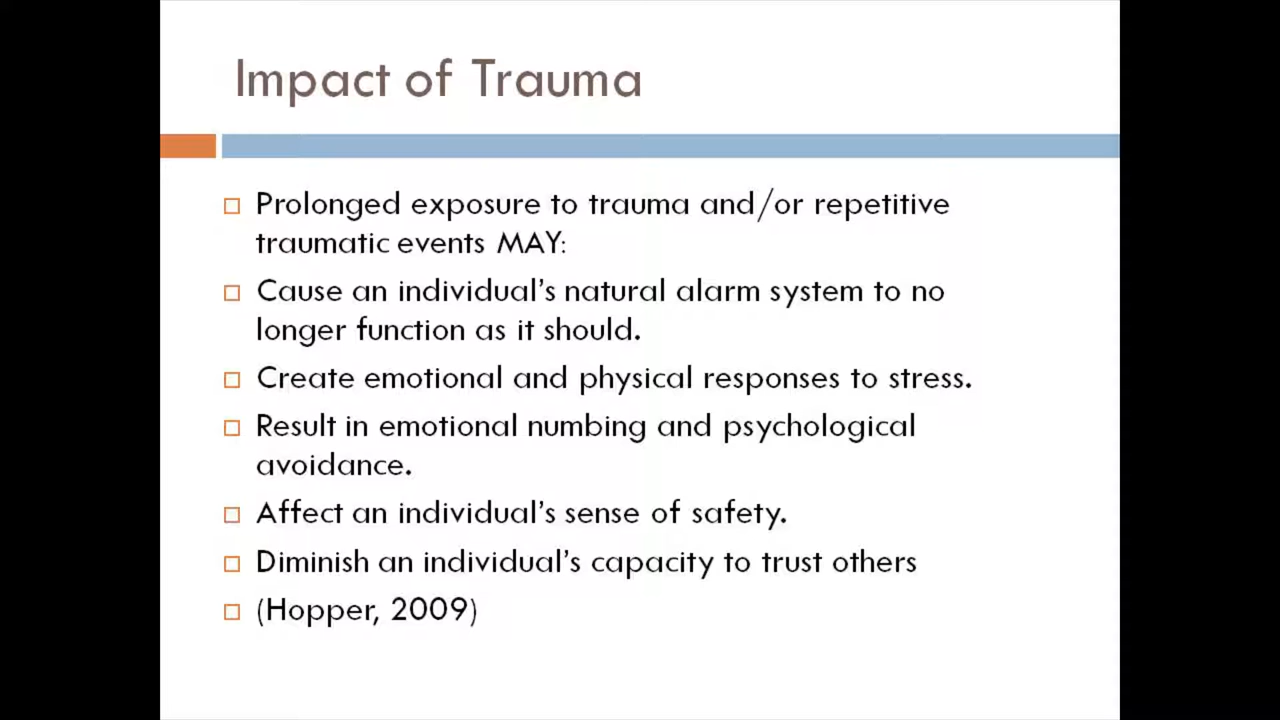 Impact of Trauma
Prolonged exposure to trauma and/or repetitive
traumatic events MAY:
Cause an individual's natural alarm system to no
longer function as it should.
Create emotional and physical responses to stress.
Result in emotional numbing and psychological
avoidance.
Affect an individual's sense of safety.
Diminish an individual's capacity to trust others
(Hopper, 2009)